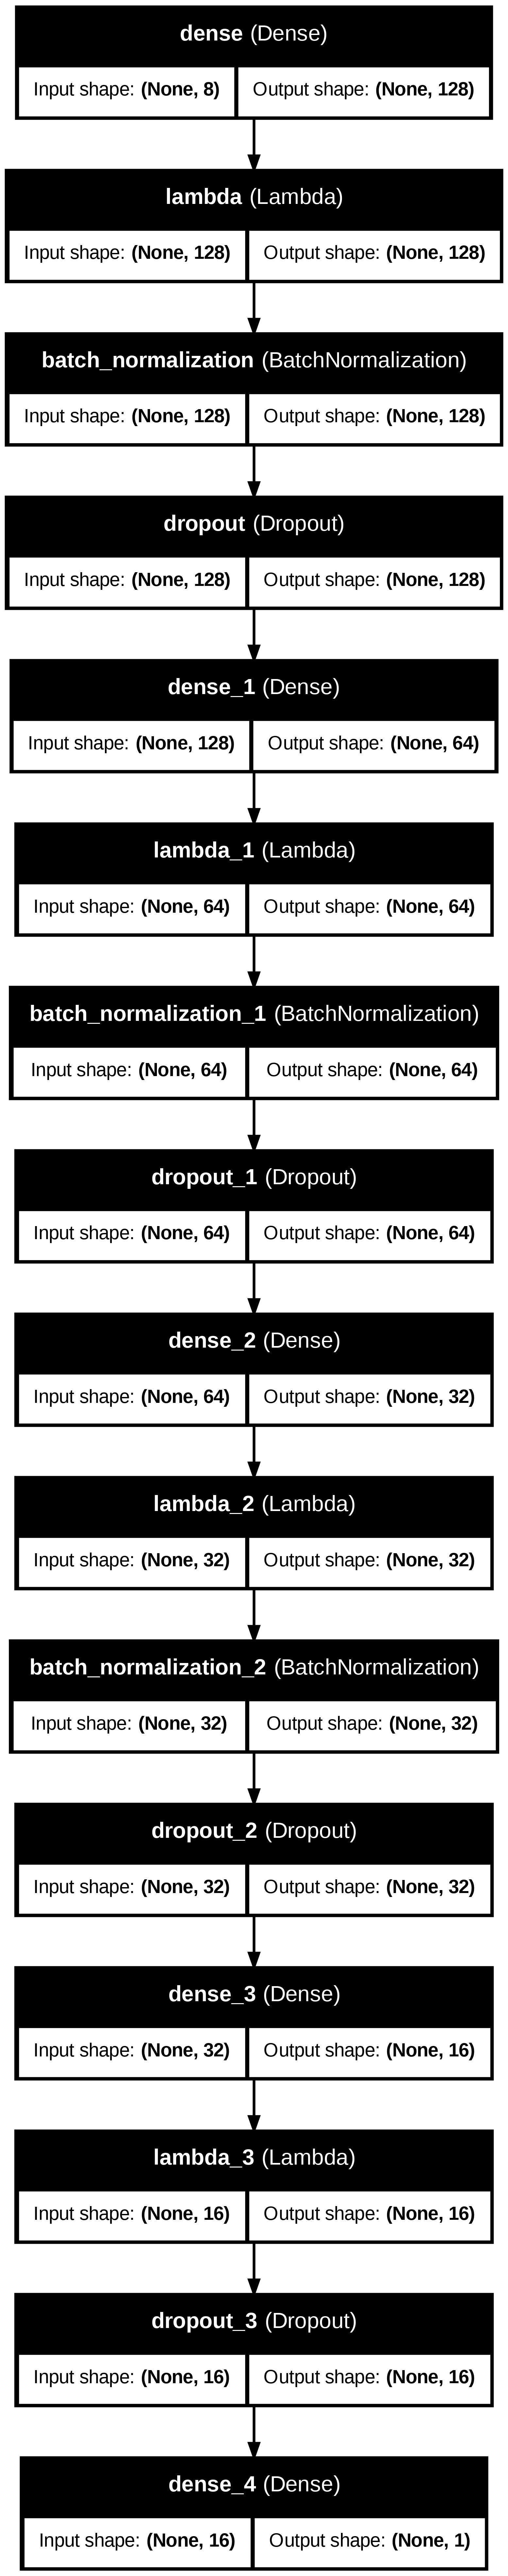 dense (Dense)
Input shape: (None, 8) Output shape: (None, 128)
lambda (Lambda)
Input shape: (None, 128) Output shape: (None, 128)
batch_normalization (BatchNormalization)
Input shape: (None, 128) Output shape: (None, 128)
dropout (Dropout)
Input shape: (None, 128) Output shape: (None, 128)
dense_1 (Dense)
Input shape: (None, 128) Output shape: (None, 64)
lambda_1 (Lambda)
Input shape: (None, 64) Output shape: (None, 64)
batch_normalization_1 (BatchNormalization)
Input shape: (None, 64) Output shape: (None, 64)
dropout_1 (Dropout)
Input shape: (None, 64) Output shape: (None, 64)
dense_2 (Dense)
Input shape: (None, 64) Output shape: (None, 32)
lambda_2 (Lambda)
Input shape: (None, 32) Output shape: (None, 32)
batch_normalization_2 (BatchNormalization)
Input shape: (None, 32) Output shape: (None, 32)
dropout_2 (Dropout)
Input shape: (None, 32) Output shape: (None, 32)
dense_3 (Dense)
Input shape: (None, 32) Output shape: (None, 16)
lambda_3 (Lambda)
Input shape: (None, 16) Output shape: (None, 16)
dropout_3 (Dropout)
Input shape: (None, 16) Output shape: (None, 16)
dense_4 (Dense)
Input shape: (None, 16) Output shape: (None, 1)